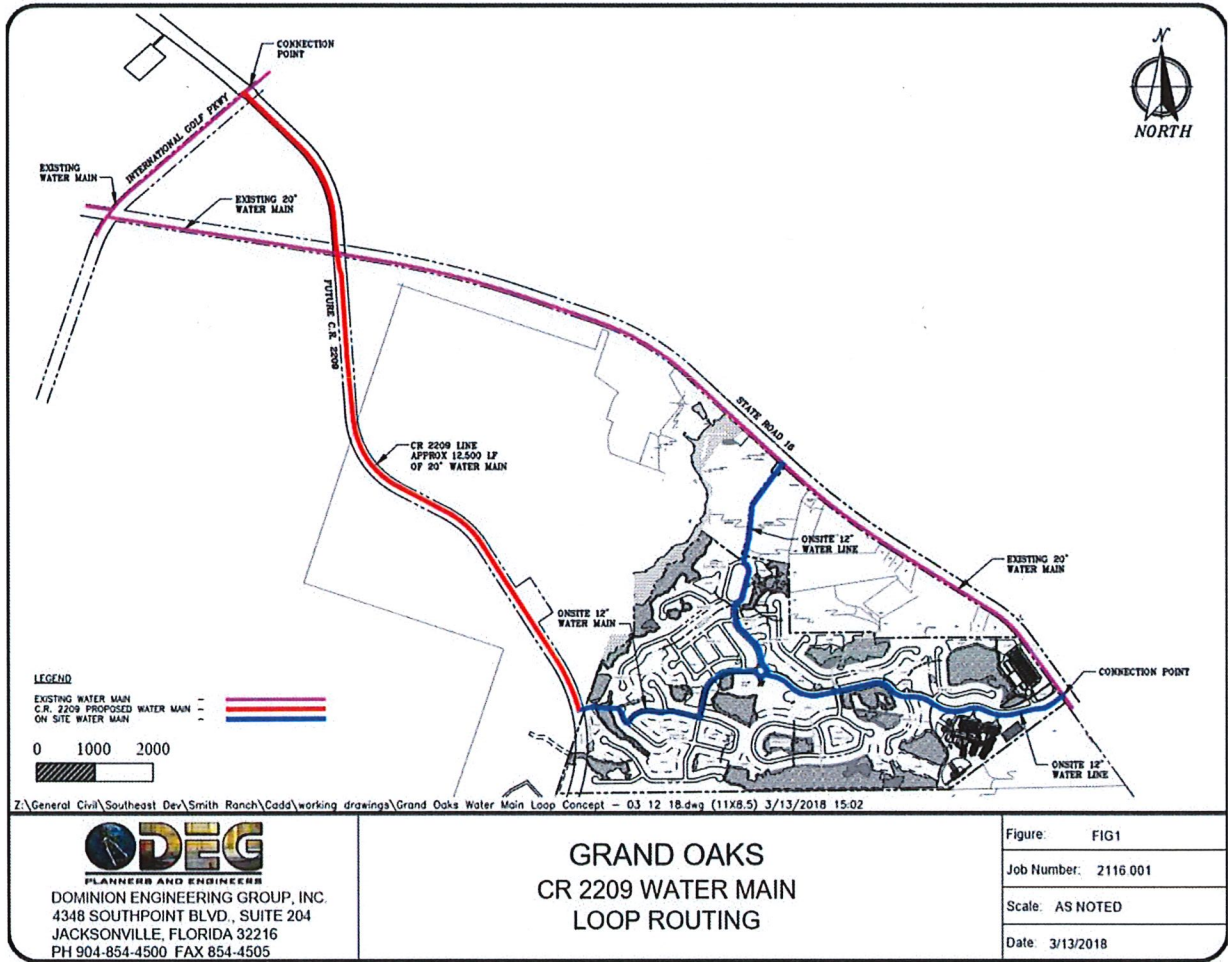 CONNECTION
POINT
N
NORTH
INTERNATIONAL GOLF PKWY
EXISTING
WATER MAIN
EXISTING 20"
WATER MAIN
FUTURE C.R. 2209
STATE ROAD 16
CR 2209 LINE
APPROX 12,500 LF
OF 20" WATER MAIN
ONSITE 12"
WATER LINE
EXISTING 20"
WATER MAIN
ONSITE 12"
WATER MAIN
CONNECTION POINT
ONSITE 12"
WATER LINE
LEGEND
EXISTING WATER MAIN -
C.R. 2209 PROPOSED WATER MAIN -
ON SITE WATER MAIN -
0 1000 2000
Z:\General Civil\Southeast Dev\Smith Ranch\Cadd\working drawings\Grand Oaks Water Main Loop Concept - 03 12 18.dwg (11X8.5) 3/13/2018 15:02
DEG
PLANNERS AND ENGINEERS
DOMINION ENGINEERING GROUP, INC.
4348 SOUTHPOINT BLVD., SUITE 204
JACKSONVILLE, FLORIDA 32216
PH 904-854-4500 FAX 854-4505
GRAND OAKS
CR 2209 WATER MAIN
LOOP ROUTING
Figure: FIG1
Job Number: 2116.001
Scale: AS NOTED
Date: 3/13/2018